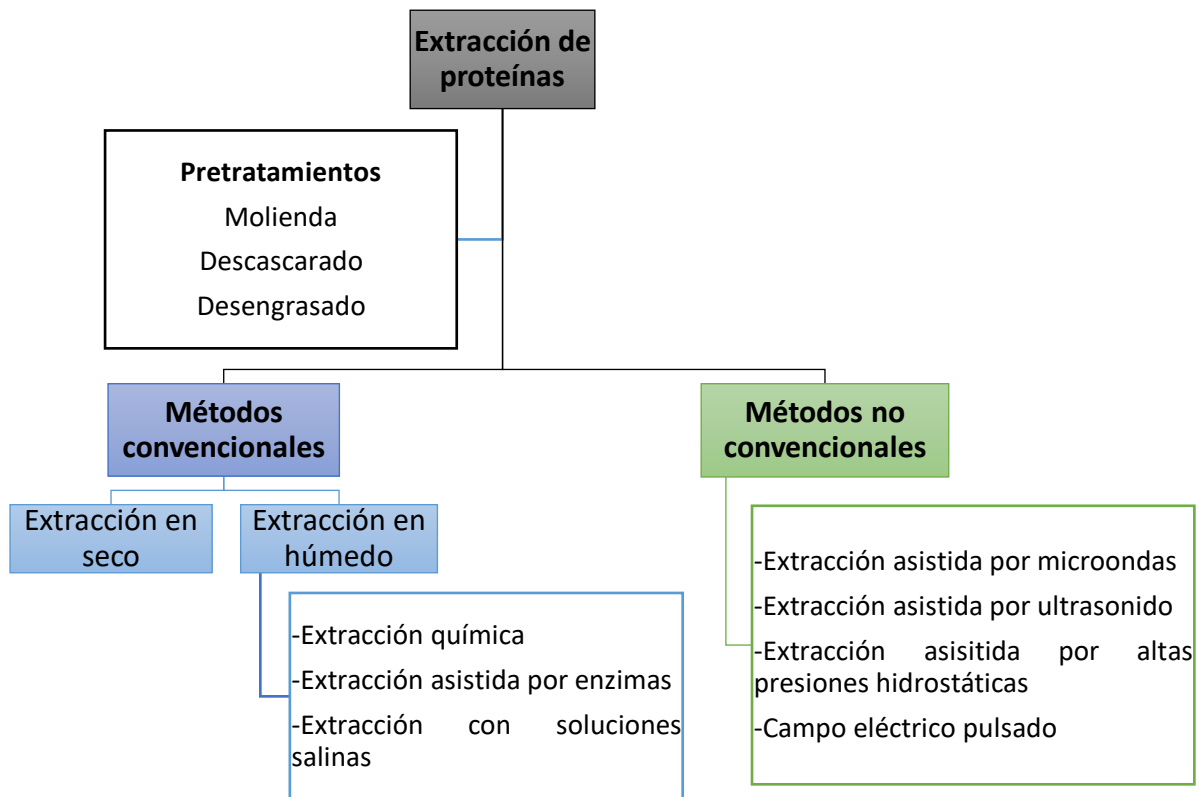 Extracción de
proteínas
Pretratamientos
Molienda
Descascarado
Desengrasado
Métodos
convencionales
Métodos no
convencionales
Extracción en
seco
Extracción en
húmedo
-Extracción química
-Extracción asistida por enzimas
-Extracción con soluciones
salinas
-Extracción asistida por microondas
-Extracción asistida por ultrasonido
-Extracción asisitida por altas
presiones hidrostáticas
-Campo eléctrico pulsado